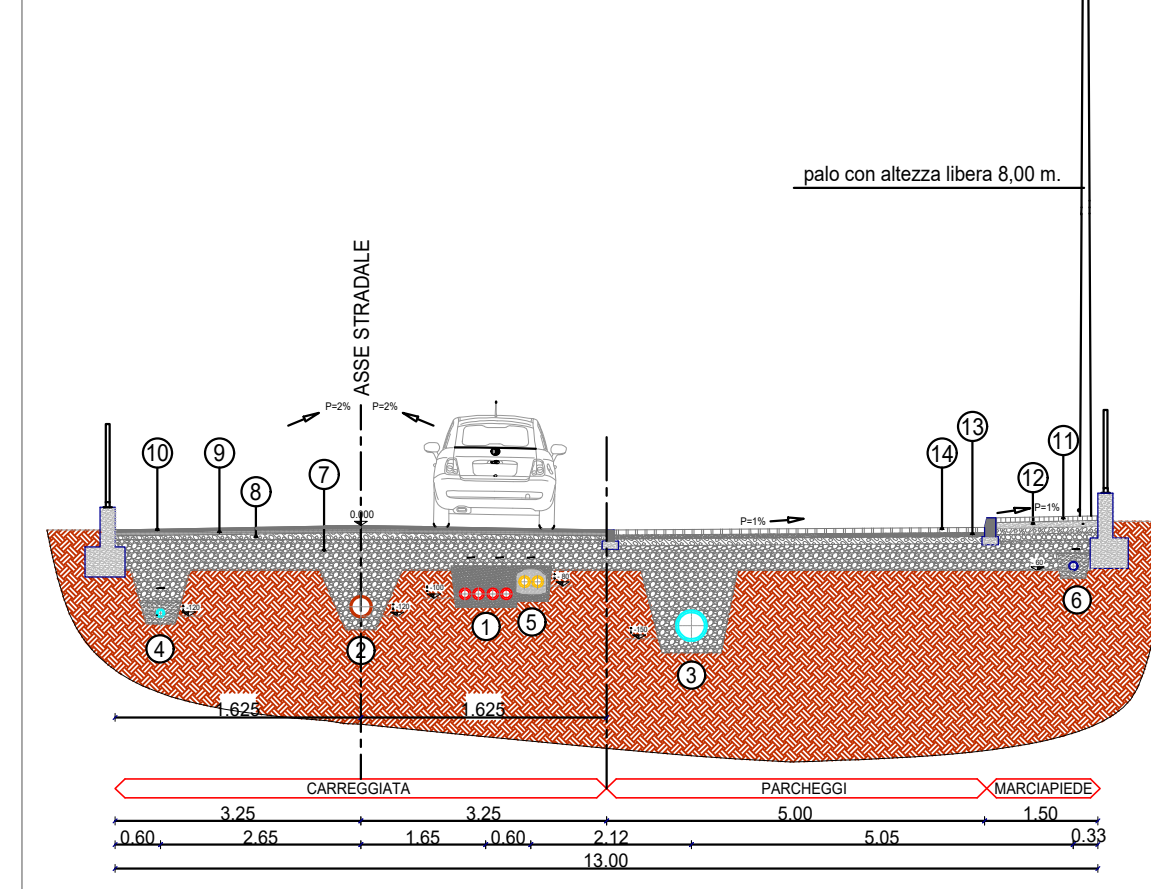 palo con altezza libera 8,00 m.
ASSE STRADALE
P=2% P=2%
10 9 8 7 14 13 12 11
0.000
P=1% P=1%
4 2 1 5 3 6
1.625 1.625
CARREGGIATA PARCHEGGI MARCIAPIEDE
3.25 3.25 5.00 1.50
0.60 2.65 1.65 0.60 2.12 5.05 0.33
13.00